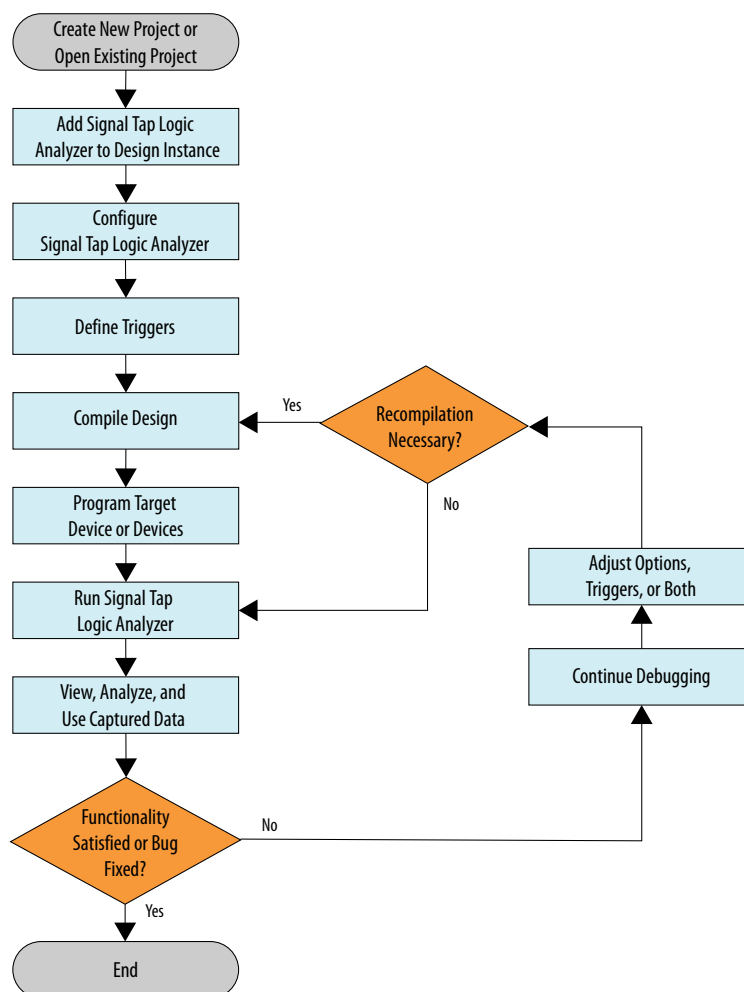 Create New Project or
Open Existing Project
Add Signal Tap Logic
Analyzer to Design Instance
Configure
Signal Tap Logic Analyzer
Define Triggers
Compile Design
Yes
Recompilation
Necessary?
No
Program Target
Device or Devices
Run Signal Tap
Logic Analyzer
Adjust Options,
Triggers, or Both
Continue Debugging
View, Analyze, and
Use Captured Data
Functionality
Satisfied or Bug
Fixed?
No
Yes
End